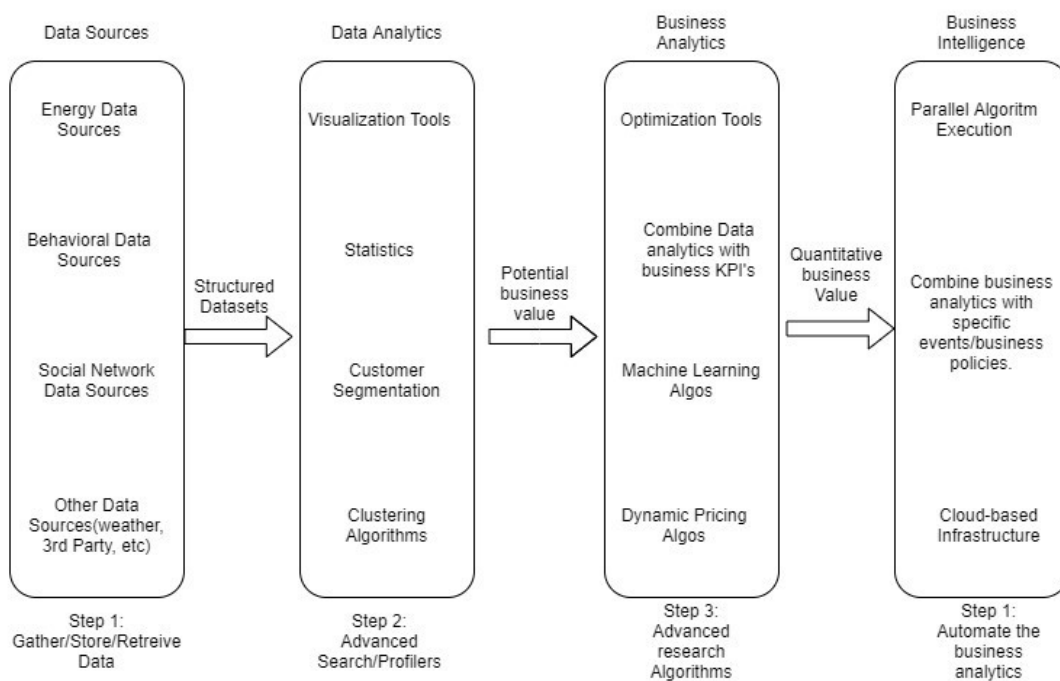 Data Sources
Energy Data
Sources
Behavioral Data
Sources
Social Network
Data Sources
Other Data
Sources(weather,
3rd Party, etc)
Step 1:
Gather/Store/Retreive
Data
Structured
Datasets
Data Analytics
Visualization Tools
Statistics
Customer
Segmentation
Clustering
Algorithms
Step 2:
Advanced
Search/Profilers
Potential
business
value
Business
Analytics
Optimization Tools
Combine Data
analytics with
business KPI's
Machine Learning
Algos
Dynamic Pricing
Algos
Step 3:
Advanced
research
Algorithms
Quantitative
business
Value
Business
Intelligence
Parallel Algoritm
Execution
Combine business
analytics with
specific
events/business
policies.
Cloud-based
Infrastructure
Step 1:
Automate the
business
analytics